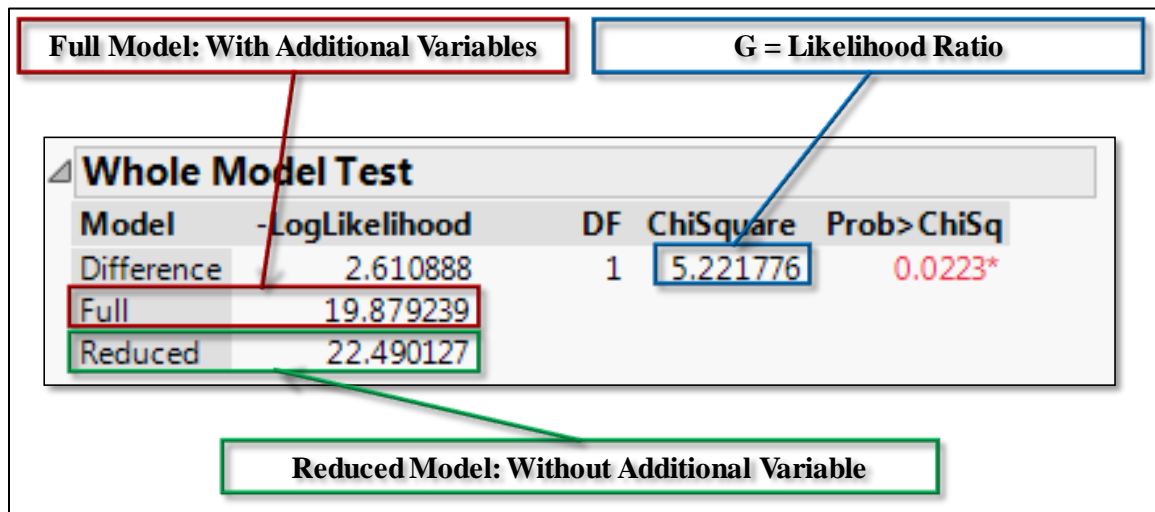 Full Model: With Additional Variables
G = Likelihood Ratio
Whole Model Test
Model -LogLikelihood DF ChiSquare Prob>ChiSq
Difference 2.610888 1 5.221776 0.0223*
Full 19.879239
Reduced 22.490127
Reduced Model: Without Additional Variable